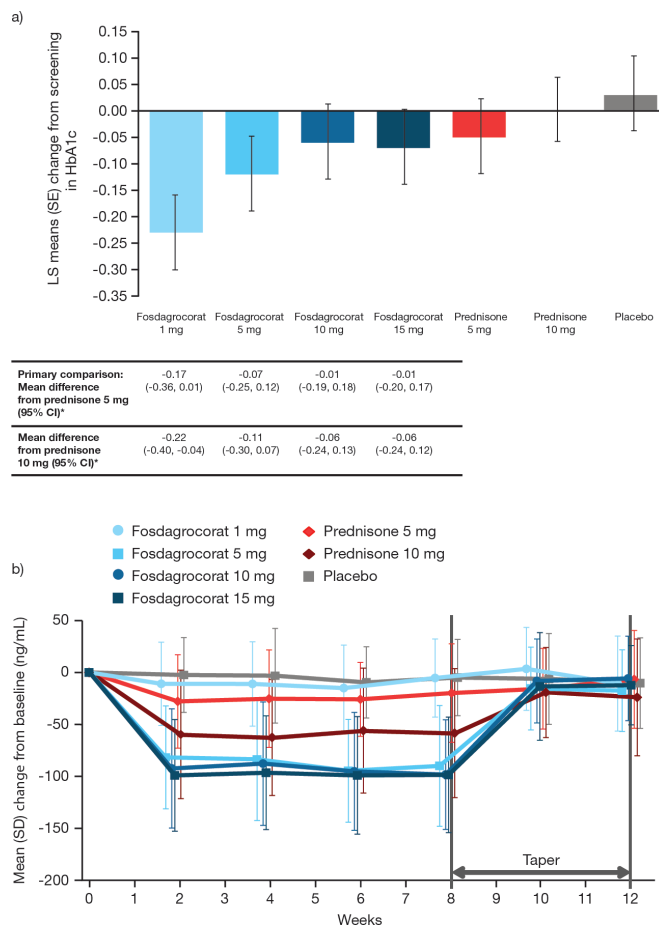 a)
LS means (SE) change from screening
in HbA1c
0.15
0.10
0.05
0.00
-0.05
-0.10
-0.15
-0.20
-0.25
-0.30
-0.35
Fosdagrocorat Fosdagrocorat Fosdagrocorat Fosdagrocorat Prednisone Prednisone Placebo
1 mg 5 mg 10 mg 15 mg 5 mg 10 mg
Primary comparison: -0.17 -0.07 -0.01 -0.01
Mean difference (-0.36, 0.01) (-0.25, 0.12) (-0.19, 0.18) (-0.20, 0.17)
from prednisone 5 mg
(95% CI)*
Mean difference -0.22 -0.11 -0.06 -0.06
from prednisone (-0.40, -0.04) (-0.30, 0.07) (-0.24, 0.13) (-0.24, 0.12)
10 mg (95% CI)*
Fosdagrocorat 1 mg Prednisone 5 mg
Fosdagrocorat 5 mg Prednisone 10 mg
Fosdagrocorat 10 mg Placebo
Fosdagrocorat 15 mg
b)
Mean (SD) change from baseline (ng/mL)
50
0
-50
-100
-150
-200
Taper
0 1 2 3 4 5 6 7 8 9 10 11 12
Weeks